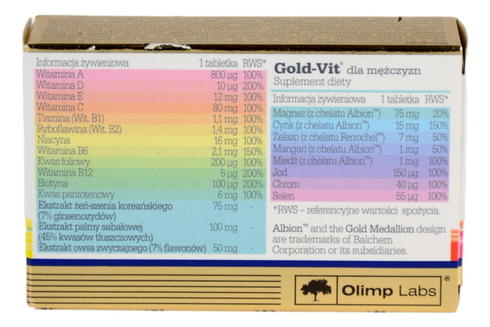 Informacja żywieniowa 1 tabletka RWS*
Witamina A 800 µg 100%
Witamina D 10 µg 200%
Witamina E 12 mg 100%
Witamina C 80 mg 100%
Tiamina (Wit. B1) 1,1 mg 100%
Ryboflawina (Wit. B2) 1,4 mg 100%
Niacyna 16 mg 100%
Witamina B6 2,1 mg 150%
Kwas foliowy 200 µg 100%
Witamina B12 5 µg 200%
Biotyna 100 µg 200%
Kwas pantotenowy 6 mg 100%
Ekstrakt żeń-szenia koreańskiego 75 mg -
(7% ginsenozydów)
Ekstrakt palmy sabałowej 100 mg -
(45% kwasów tłuszczowych)
Ekstrakt owsa zwyczajnego (7% flawonów) 50 mg -
Gold-Vit® dla mężczyzn
Suplement diety
Informacja żywieniowa 1 tabletka RWS*
Magnez (z chelatu Albion™) 75 mg 20%
Cynk (z chelatu Albion™) 15 mg 150%
Żelazo (z chelatu Ferrochel™) 7 mg 50%
Mangan (z chelatu Albion™) 1 mg 50%
Miedź (z chelatu Albion™) 1 mg 100%
Jod 150 µg 100%
Chrom 40 µg 100%
Selen 55 µg 100%
*RWS – referencyjne wartości spożycia.
Albion™ and the Gold Medallion design
are trademarks of Balchem
Corporation or its subsidiaries.
Olimp Labs®